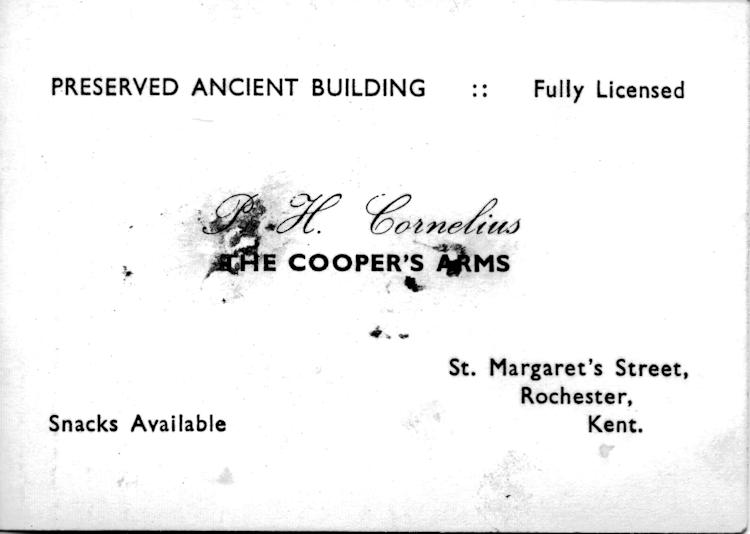 PRESERVED ANCIENT BUILDING :: Fully Licensed
P. H. Cornelius
THE COOPER'S ARMS
St. Margaret's Street,
Rochester,
Snacks Available Kent.